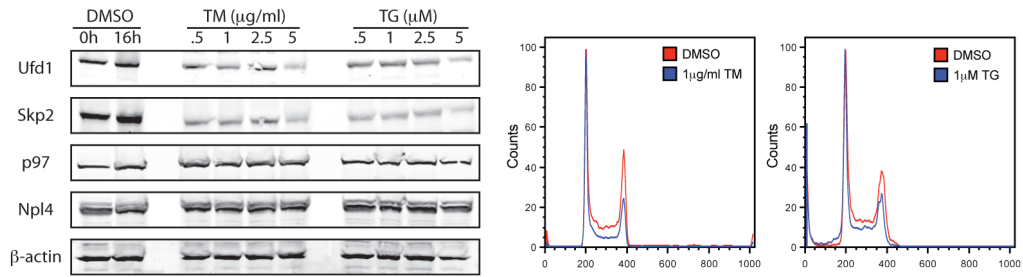 DMSO TM (μg/ml) TG (μM)
0h 16h .5 1 2.5 5 .5 1 2.5 5
Ufd1
Skp2
p97
Npl4
β-actin
100
80
60
40
20
0
Counts
DMSO
1μg/ml TM
0 200 400 600 800 1000
100
80
60
40
20
0
Counts
DMSO
1μM TG
0 200 400 600 800 1000